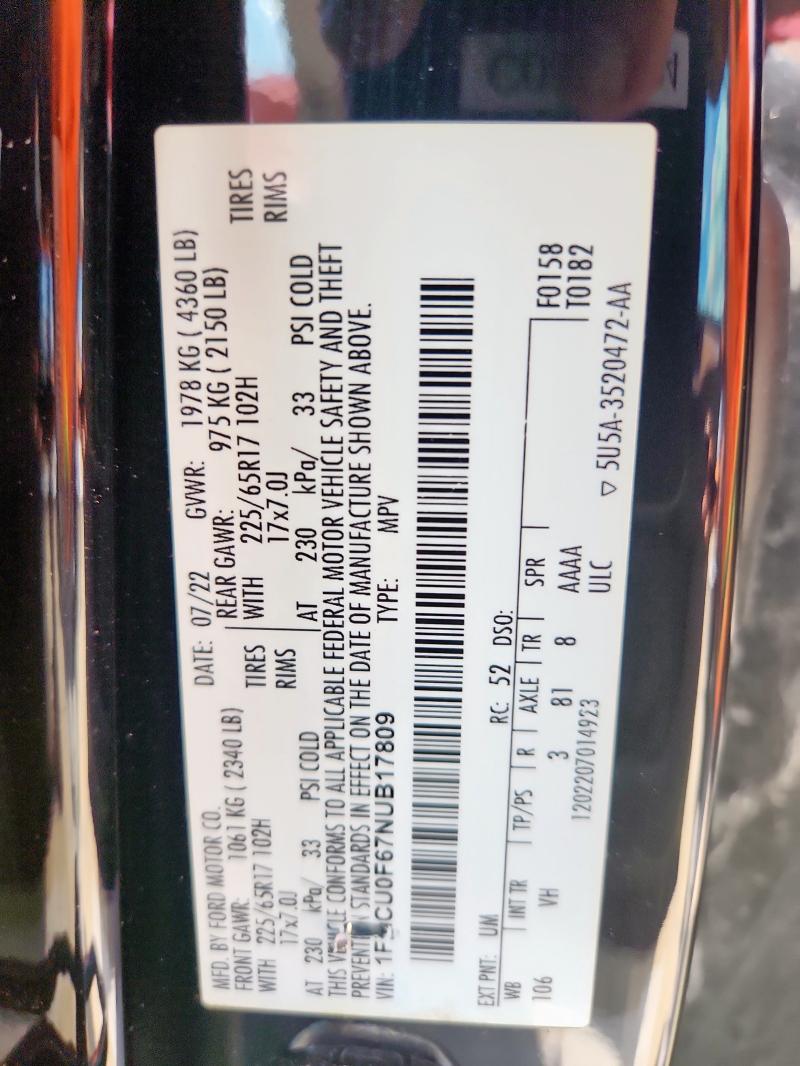 MFD. BY FORD MOTOR CO. DATE: 07/22 GVWR: 1978 KG ( 4360 LB)
FRONT GAWR: 1061 KG ( 2340 LB) REAR GAWR: 975 KG ( 2150 LB)
WITH 225/65R17 102H TIRES WITH 225/65R17 102H TIRES
17x7.0J RIMS 17x7.0J RIMS
AT 230 kPa/ 33 PSI COLD AT 230 kPa/ 33 PSI COLD
THIS VEHICLE CONFORMS TO ALL APPLICABLE FEDERAL MOTOR VEHICLE SAFETY AND THEFT
PREVENTION STANDARDS IN EFFECT ON THE DATE OF MANUFACTURE SHOWN ABOVE.
VIN: 1FMCU0F67NUB17809 TYPE: MPV
EXT PNT: UM RC: 52 DSO:
WB INT TR TP/PS R AXLE TR SPR F0158
106 VH 3 81 8 AAAA T0182
1202207014923 ULC
▽ 5U5A-3520472-AA